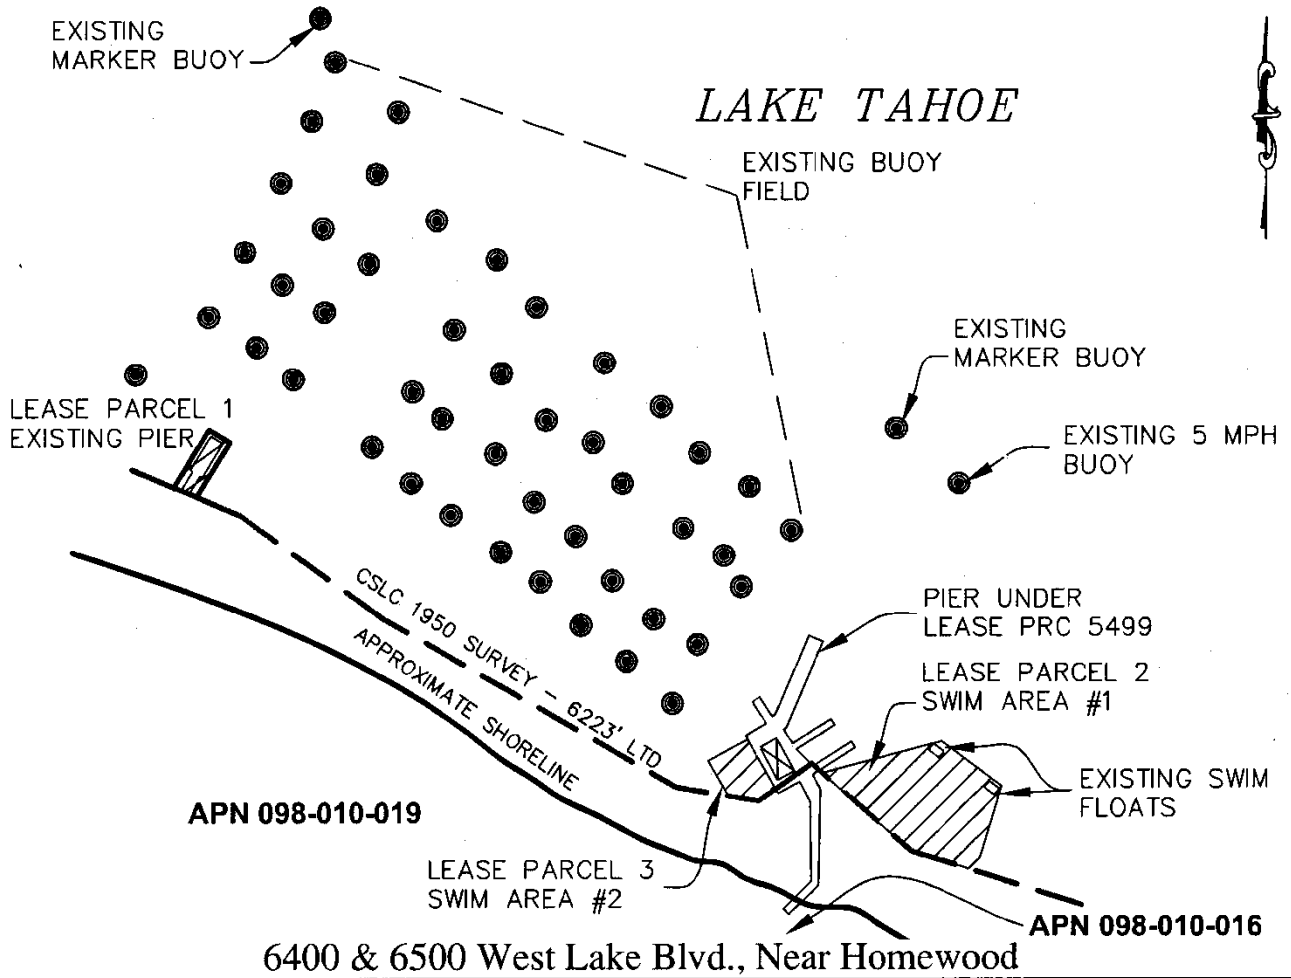 EXISTING
MARKER BUOY
LAKE TAHOE
EXISTING BUOY
FIELD
EXISTING
MARKER BUOY
LEASE PARCEL 1
EXISTING PIER
EXISTING 5 MPH
BUOY
CSLC 1950 SURVEY – 6223' LTD
APPROXIMATE SHORELINE
PIER UNDER
LEASE PRC 5499
LEASE PARCEL 2
SWIM AREA #1
EXISTING SWIM
FLOATS
APN 098-010-019
LEASE PARCEL 3
SWIM AREA #2
APN 098-010-016
6400 & 6500 West Lake Blvd., Near Homewood